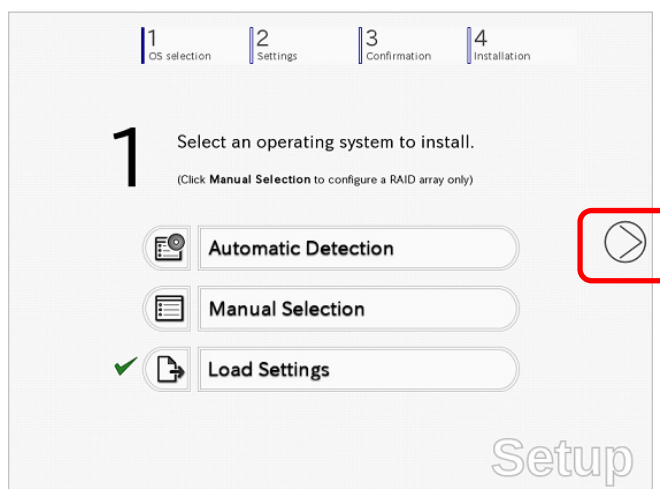 1 2 3 4
OS selection Settings Confirmation Installation
1 Select an operating system to install.
(Click Manual Selection to configure a RAID array only)
Automatic Detection
Manual Selection
Load Settings
Setup